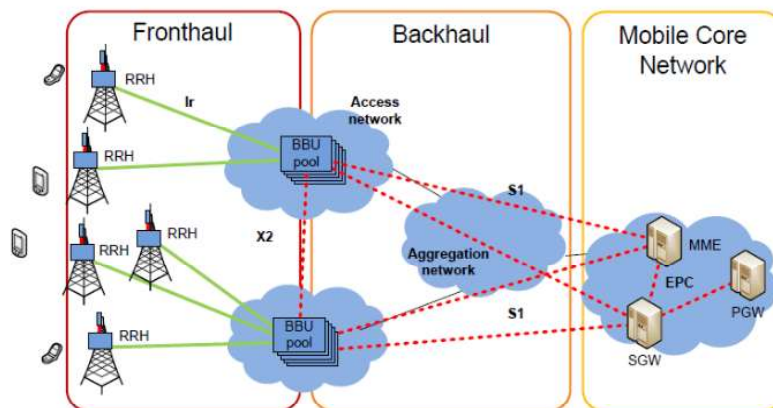 Fronthaul
Backhaul
Mobile Core
Network
RRH
Ir
Access
network
BBU
pool
RRH
S1
X2
RRH
RRH
Aggregation
network
MME
EPC
PGW
BBU
pool
S1
SGW
RRH